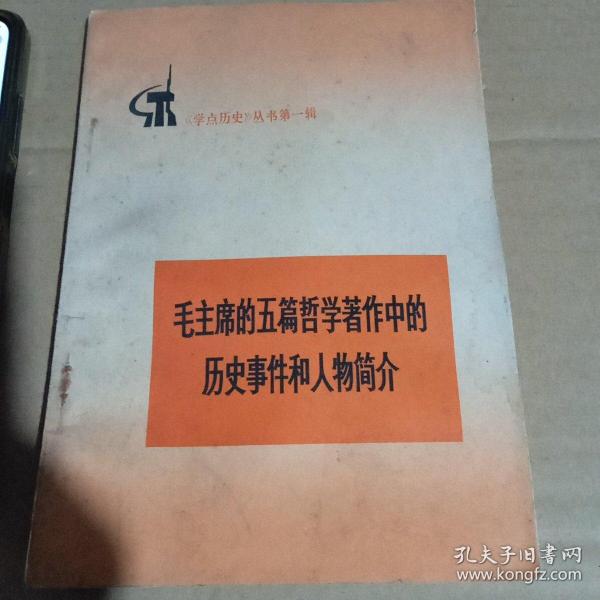 《学点历史》丛书第一辑
毛主席的五篇哲学著作中的
历史事件和人物简介
孔夫子旧书网
www.kongfz.com